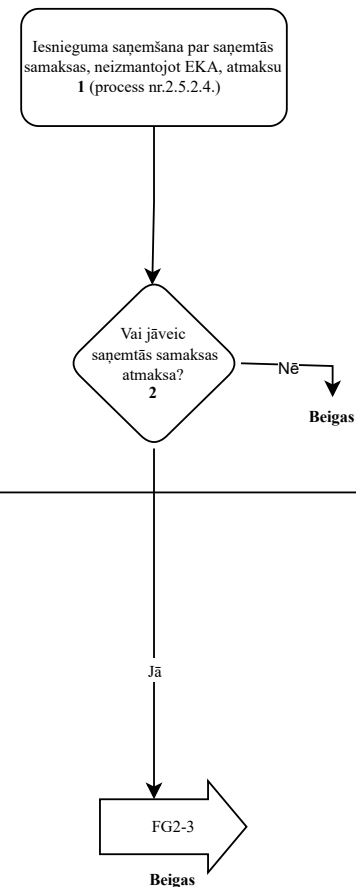 Iesnieguma saņemšana par saņemtās
samaksas, neizmantojot EKA, atmaksu
1 (process nr.2.5.2.4.)
Vai jāveic
saņemtās samaksas
atmaksa?
2
Nē
Beigas
Jā
FG2-3
Beigas